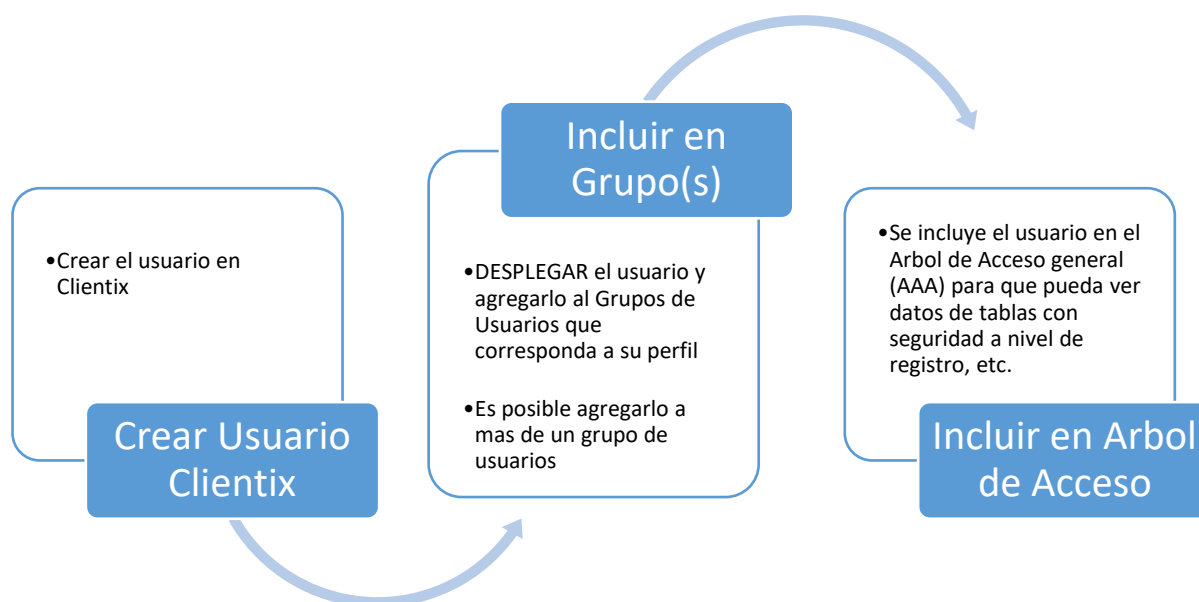 •Crear el usuario en
Clientix
Crear Usuario
Clientix
Incluir en
Grupo(s)
•DESPLEGAR el usuario y
agregarlo al Grupos de
Usuarios que
corresponda a su perfil
•Es posible agregarlo a
mas de un grupo de
usuarios
•Se incluye el usuario en el
Arbol de Acceso general
(AAA) para que pueda ver
datos de tablas con
seguridad a nivel de
registro, etc.
Incluir en Arbol
de Acceso